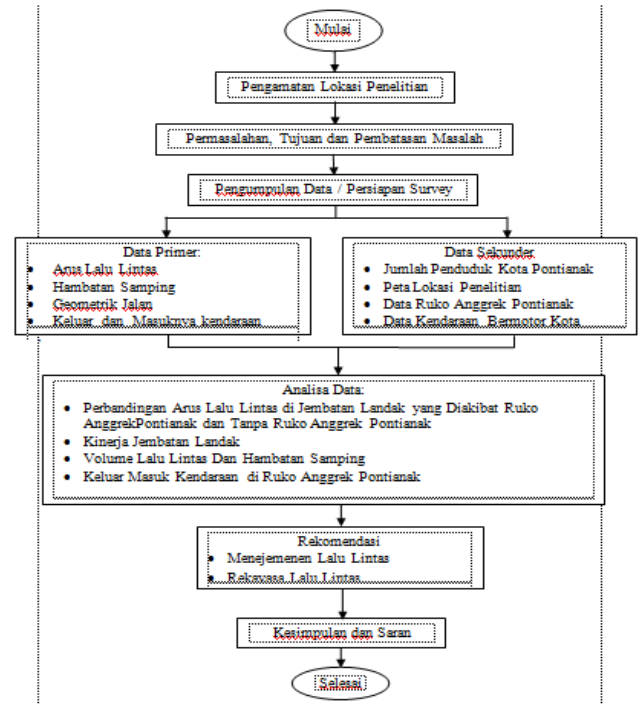 Mulai
Pengamatan Lokasi Penelitian
Permasalahan, Tujuan dan Pembatasan Masalah
Pengumpulan Data / Persiapan Survey
Data Primer:
• Arus Lalu Lintas
• Hambatan Samping
• Geometrik Jalan
• Keluar dan Masuknya kendaraan
Data Sekunder
• Jumlah Penduduk Kota Pontianak
• Peta Lokasi Penelitian
• Data Ruko Anggrek Pontianak
• Data Kendaraan Bermotor Kota
Analisa Data:
• Perbandingan Arus Lalu Lintas di Jembatan Landak yang Diakibat Ruko
AnggrekPontianak dan Tanpa Ruko Anggrek Pontianak
• Kinerja Jembatan Landak
• Volume Lalu Lintas Dan Hambatan Samping
• Keluar Masuk Kendaraan di Ruko Anggrek Pontianak
Rekomendasi
• Menejemenen Lalu Lintas
• Rekayasa Lalu Lintas
Kesimpulan dan Saran
Selesai